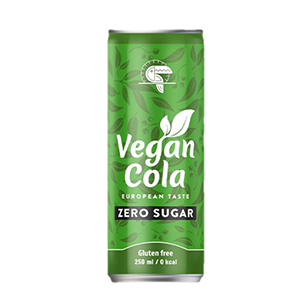 Vegan
Cola
EUROPEAN TASTE
ZERO SUGAR
Gluten free
250 ml / 0 kcal